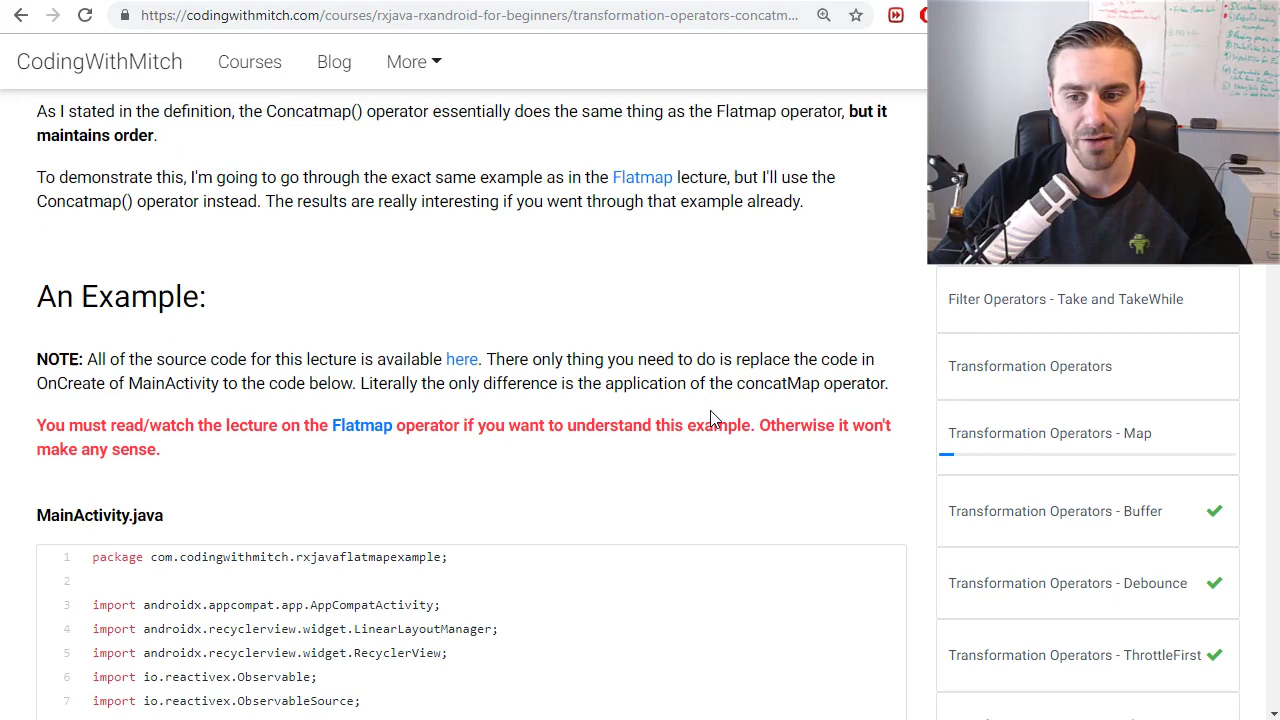 https://codingwithmitch.com/courses/rxjava-rxandroid-for-beginners/transformation-operators-concatm...
CodingWithMitch
Courses
Blog
More
As I stated in the definition, the Concatmap() operator essentially does the same thing as the Flatmap operator, but it
maintains order.
To demonstrate this, I'm gonig to go through the exct same exampleas in the Flatmap lecture, but I'll use the
Concatmap() operator instead. The results are really interesting if you went through that example already.
An Example:
NOTE: All of the source code for this lecture is available here. There only thing you need to do is replace the code in
OnCreate of MainActivity to the code below. Literally the only difference is the application of the concatMap operator.
You must read/watch the lecture on the Flatmap operator if you want to understand this example. Otherwise it won't
make any sense.
MainActivity.java
1 package com.codingwithmitch.rxjavaflatmapexample;
2
3 import androidx.appcompat.app.AppCompatActivity;
4 import androidx.recyclerview.widget.LinearLayoutManager;
5 import androidx.recyclerview.widget.RecyclerView;
6 import io.reactivex.Observable;
7 import io.reactivex.ObservableSource;
Filter Operators - Take and TakeWhile
Transformation Operators
Transformation Operators - Map
Transformation Operators - Buffer
Transformation Operators - Debounce
Transformation Operators - ThrottleFirst